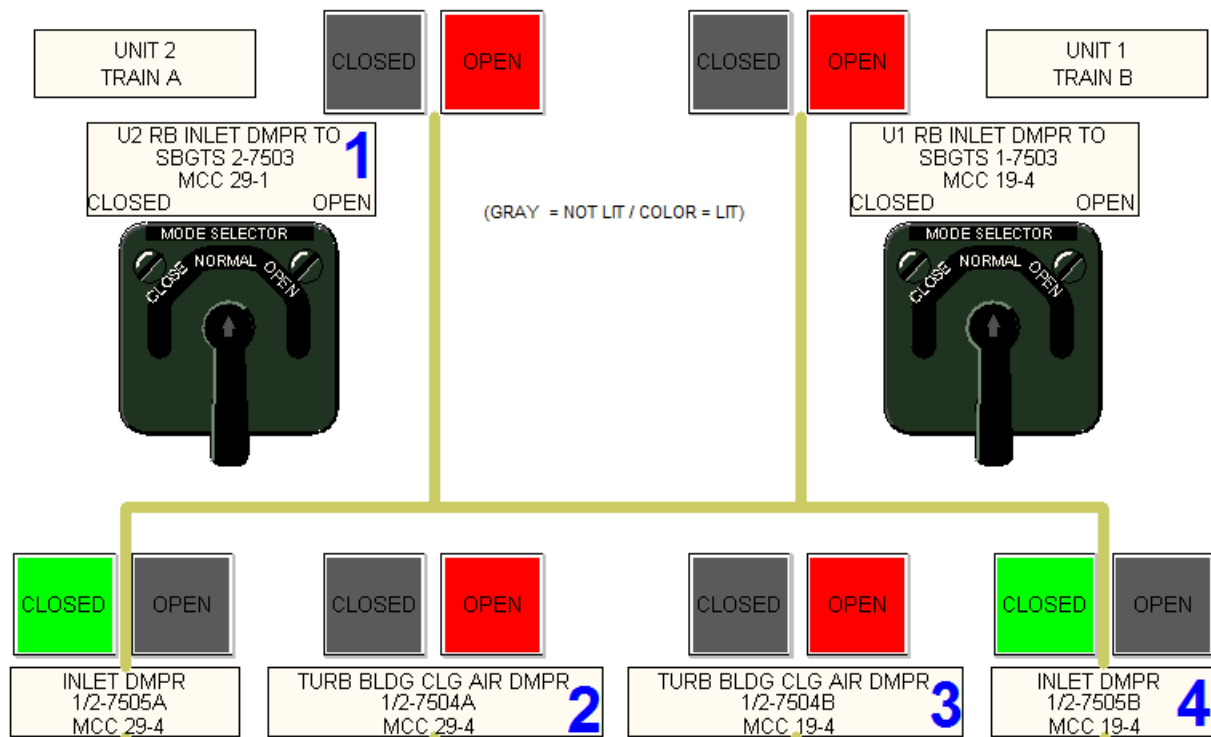 CLOSED OPEN
CLOSED OPEN
UNIT 2
TRAIN A
UNIT 1
TRAIN B
U2 RB INLET DMPR TO
SBGTS 2-7503
MCC 29-1
CLOSED OPEN
1
U1 RB INLET DMPR TO
SBGTS 1-7503
MCC 19-4
CLOSED OPEN
(GRAY = NOT LIT / COLOR = LIT)
MODE SELECTOR
CLOSE NORMAL OPEN
MODE SELECTOR
CLOSE NORMAL OPEN
CLOSED OPEN
CLOSED OPEN
CLOSED OPEN
CLOSED OPEN
INLET DMPR
1/2-7505A
MCC 29-4
TURB BLDG CLG AIR DMPR
1/2-7504A
MCC 29-4
2
TURB BLDG CLG AIR DMPR
1/2-7504B
MCC 19-4
3
INLET DMPR
1/2-7505B
MCC 19-4
4